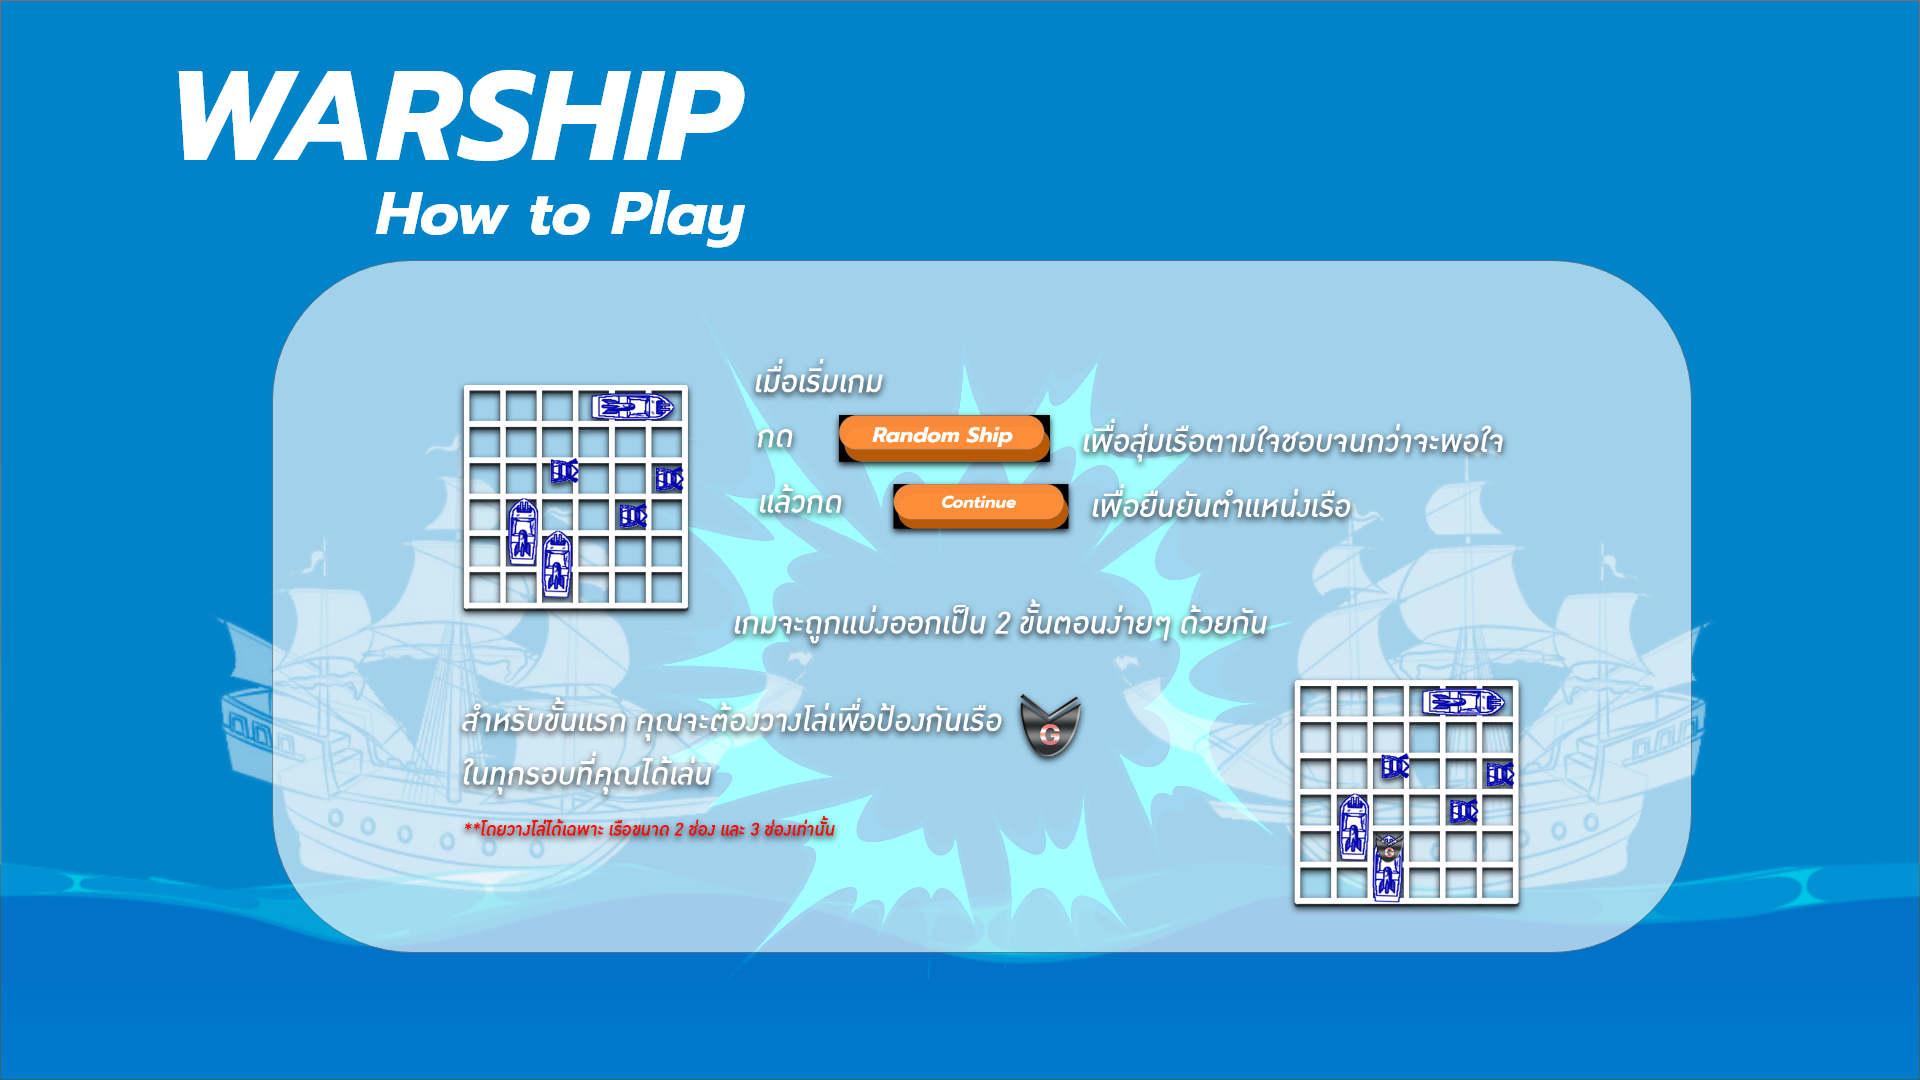 WARSHIP
How to Play
เมื่อเริ่มเกม
กด Random Ship เพื่อสุ่มเรือตามใจชอบจนกว่าจะพอใจ
แล้วกด Continue เพื่อยืนยันตำแหน่งเรือ
เกมจะถูกแบ่งออกเป็น 2 ขั้นตอนง่ายๆ ด้วยกัน
สำหรับขั้นแรก คุณจะต้องวางโล่เพื่อป้องกันเรือ G
ในทุกรอบที่คุณได้เล่น
**โดยวางโล่ได้เฉพาะ เรือขนาด 2 ช่อง และ 3 ช่องเท่านั้น
G